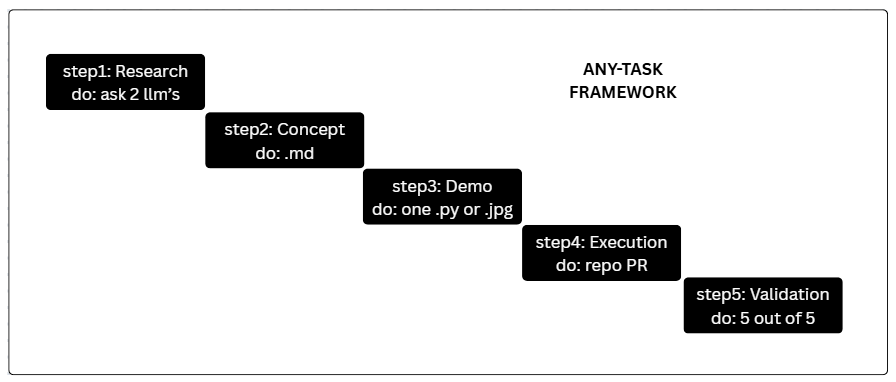 step1: Research
do: ask 2 llm's
ANY-TASK
FRAMEWORK
step2: Concept
do: .md
step3: Demo
do: one .py or .jpg
step4: Execution
do: repo PR
step5: Validation
do: 5 out of 5